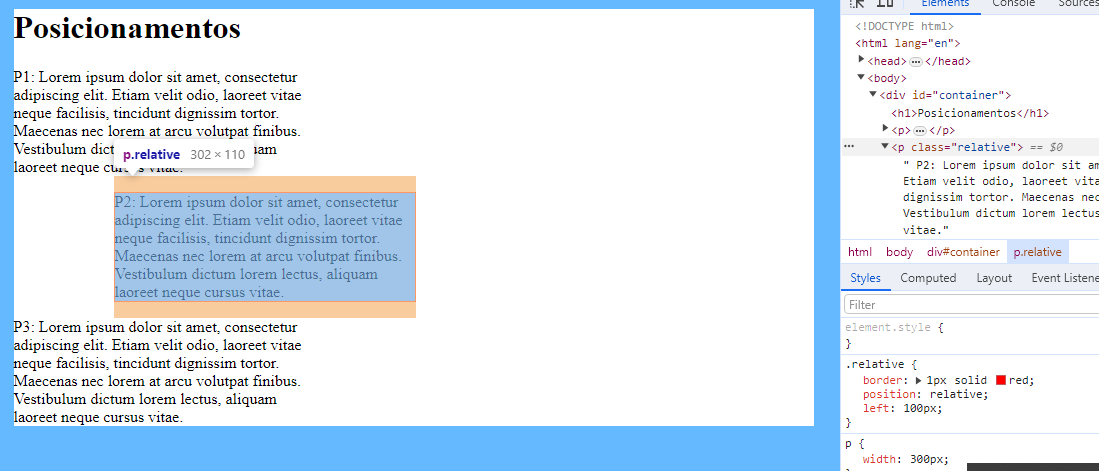 Posicionamentos
P1: Lorem ipsum dolor sit amet, consectetur
adipiscing elit. Etiam velit odio, laoreet vitae
neque facilisis, tincidunt dignissim tortor.
Maecenas nec lorem at arcu volutpat finibus.
Vestibulum dict
laoreet neque cursus vitae.
p.relative 302 × 110
P2: Lorem ipsum dolor sit amet, consectetur
adipiscing elit. Etiam velit odio, laoreet vitae
neque facilisis, tincidunt dignissim tortor.
Maecenas nec lorem at arcu volutpat finibus.
Vestibulum dictum lorem lectus, aliquam
laoreet neque cursus vitae.
P3: Lorem ipsum dolor sit amet, consectetur
adipiscing elit. Etiam velit odio, laoreet vitae
neque facilisis, tincidunt dignissim tortor.
Maecenas nec lorem at arcu volutpat finibus.
Vestibulum dictum lorem lectus, aliquam
laoreet neque cursus vitae.
Elements Console Sources
<!DOCTYPE html>
<html lang="en">
<head> … </head>
<body>
<div id="container">
<h1>Posicionamentos</h1>
<p> … </p>
<p class="relative"> == $0
" P2: Lorem ipsum dolor sit am
Etiam velit odio, laoreet vita
dignissim tortor. Maecenas nec
Vestibulum dictum lorem lectus
vitae."
html body div#container p.relative
Styles Computed Layout Event Listene
Filter
element.style {
}
.relative {
border: 1px solid red;
position: relative;
left: 100px;
}
p {
width: 300px;